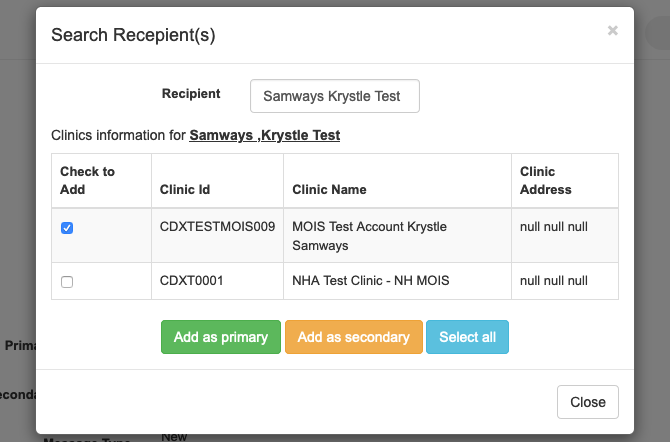 Search Recepient(s)
×
Recipient
Samways Krystle Test
Clinics information for Samways ,Krystle Test
Check to
Add
Clinic Id
Clinic Name
Clinic
Address
CDXTESTMOIS009
MOIS Test Account Krystle
Samways
null null null
CDXT0001
NHA Test Clinic - NH MOIS
null null null
Add as primary
Add as secondary
Select all
Close
Message Type
New